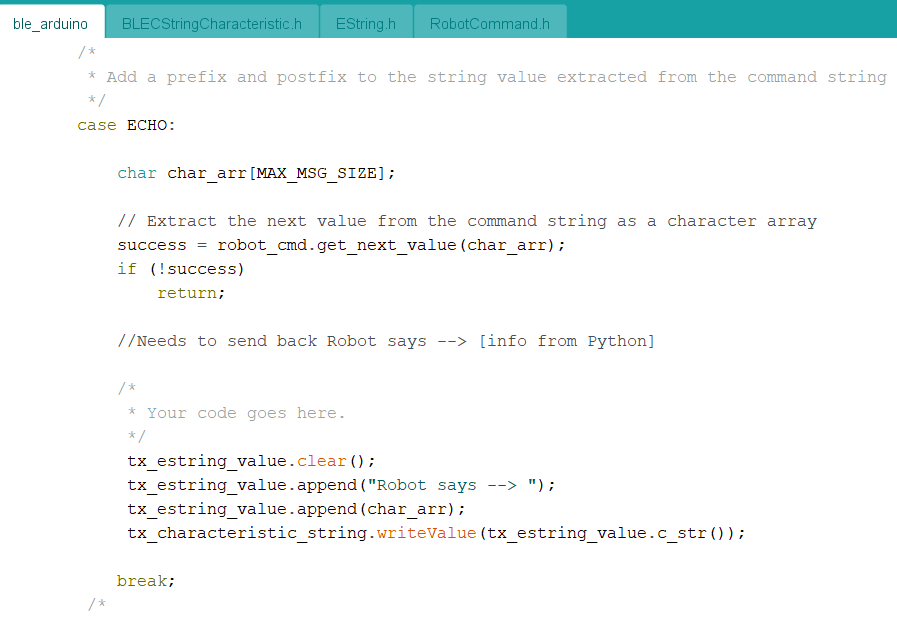 ble_arduino BLECStringCharacteristic.h EString.h RobotCommand.h
/*
* Add a prefix and postfix to the string value extracted from the command string
*/
case ECHO:
char char_arr[MAX_MSG_SIZE];
// Extract the next value from the command string as a character array
success = robot_cmd.get_next_value(char_arr);
if (!success)
return;
//Needs to send back Robot says --> [info from Python]
/*
* Your code goes here.
*/
tx_estring_value.clear();
tx_estring_value.append("Robot says --> ");
tx_estring_value.append(char_arr);
tx_characteristic_string.writeValue(tx_estring_value.c_str());
break;
/*